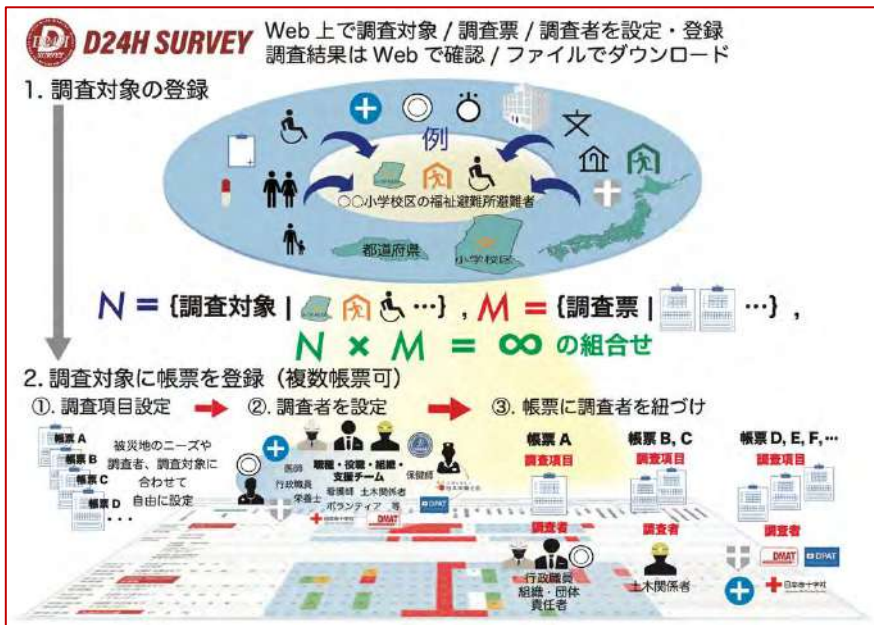 D24H SURVEY
Web 上で調査対象 / 調査票 / 調査者を設定・登録
調査結果は Web で確認 / ファイルでダウンロード
1. 調査対象の登録
例
文
〇〇小学校区の福祉避難所避難者
都道府県
小学校区
N = {調査対象 | …} , M = {調査票 | …} ,
N × M = ∞ の組合せ
2. 調査対象に帳票を登録（複数帳票可）
①. 調査項目設定
②. 調査者を設定
③. 帳票に調査者を紐づけ
帳票 A
帳票 B
帳票 C
帳票 D
・・・
被災地のニーズや
調査者、調査対象に
合わせて
自由に設定
医師
行政職員
栄養士
職種・役職・組織・
支援チーム
看護師 土木関係者
ボランティア 等
保健師
日本赤十字社
DMAT
DPAT
帳票 A
調査項目
調査者
行政職員
組織・団体
責任者
帳票 B, C
調査項目
調査者
土木関係者
帳票 D, E, F, …
調査項目
調査者
DMAT
DPAT
日本赤十字社